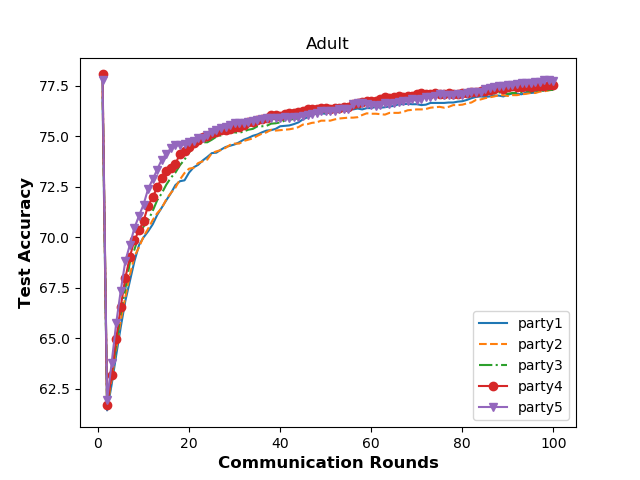 Adult
Test Accuracy
77.5
75.0
72.5
70.0
67.5
65.0
62.5
0 20 40 60 80 100
Communication Rounds
party1
party2
party3
party4
party5